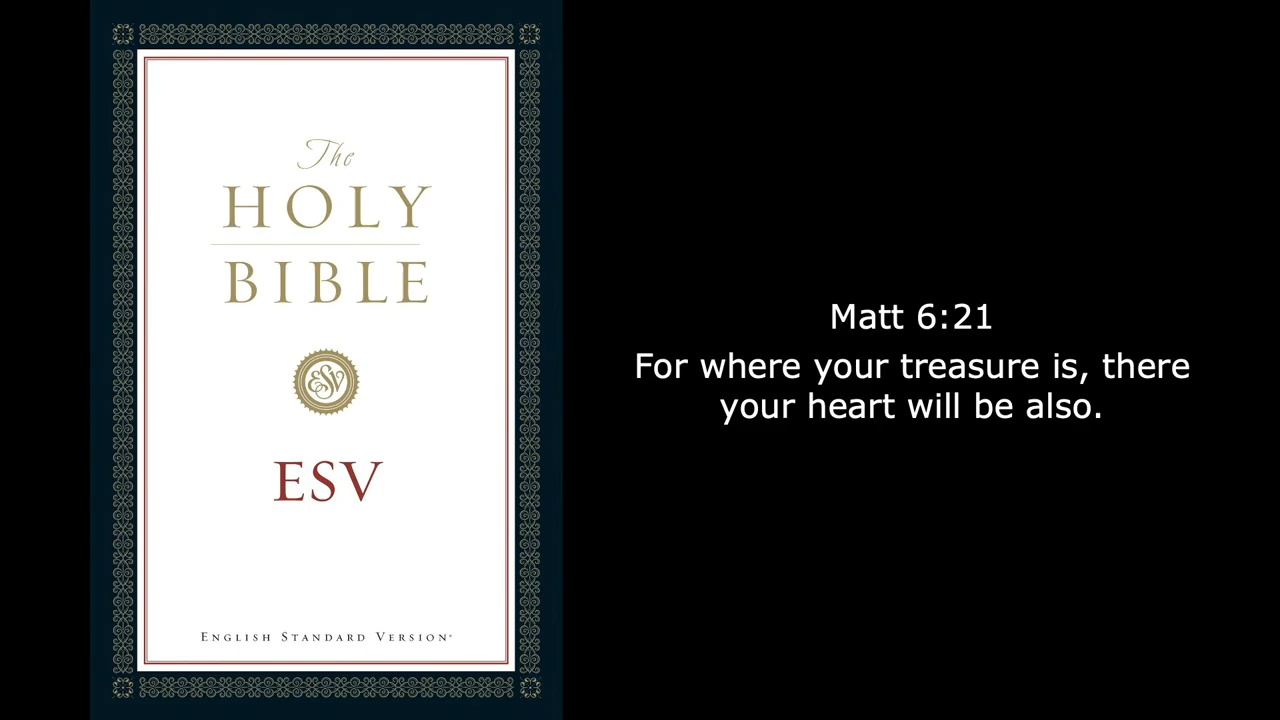 The
HOLY
BIBLE
ESV
ESV
ENGLISH STANDARD VERSION®
Matt 6:21
For where your treasure is, there
your heart will be also.